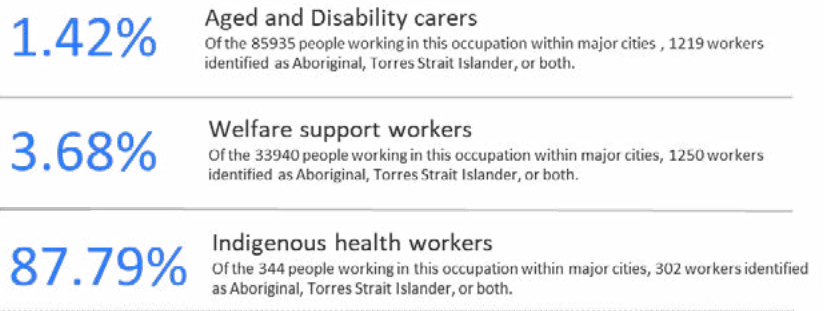 1.42%
Aged and Disability carers
Of the 85935 people working in this occupation within major cities , 1219 workers
identified as Aboriginal, Torres Strait Islander, or both.
3.68%
Welfare support workers
Of the 33940 people working in this occupation within major cities, 1250 workers
identified as Aboriginal, Torres Strait Islander, or both.
87.79%
Indigenous health workers
Of the 344 people working in this occupation within major cities, 302 workers identified
as Aboriginal, Torres Strait Islander, or both.